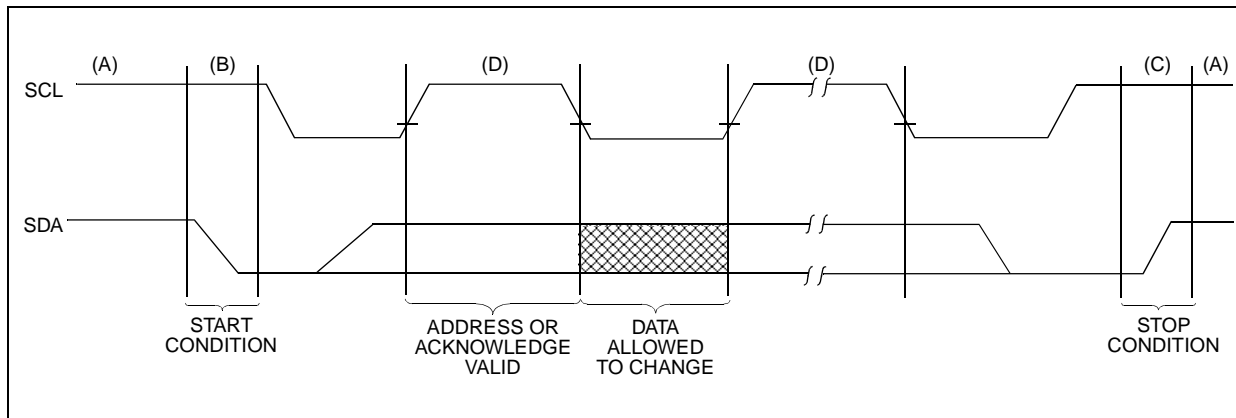 (A) (B) (D) (D) (C) (A)
SCL
SDA
START
CONDITION
ADDRESS OR
ACKNOWLEDGE
VALID
DATA
ALLOWED
TO CHANGE
STOP
CONDITION